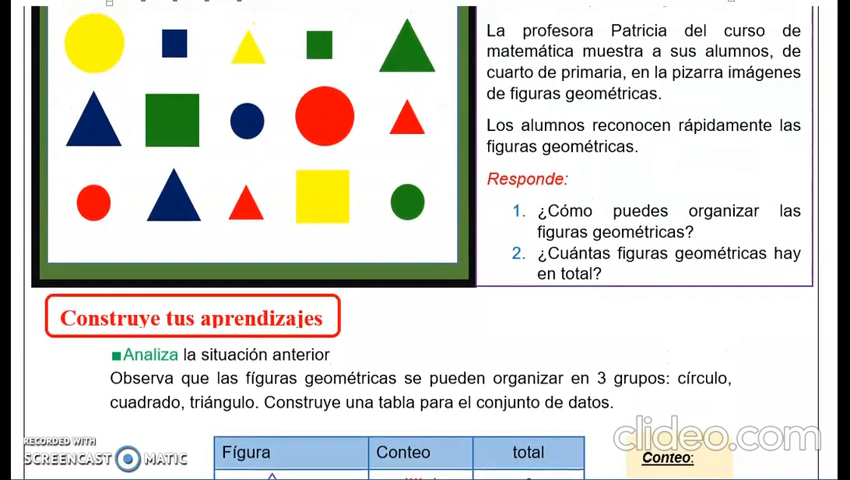 La profesora Patricia del curso de
matemática muestra a sus alumnos, de
cuarto de primaria, en la pizarra imágenes
de figuras geométricas.
Los alumnos reconocen rápidamente las
figuras geométricas.
Responde:
1. ¿Cómo puedes organizar las
figuras geométricas?
2. ¿Cuántas figuras geométricas hay
en total?
Construye tus aprendizajes
Analiza la situación anterior
Observa que las fíguras geométricas se pueden organizar en 3 grupos: círculo,
cuadrado, triángulo. Construye una tabla para el conjunto de datos.
clideo.com
RECORDED WITH
SCREENCAST MATIC
Fígura Conteo total
Conteo: